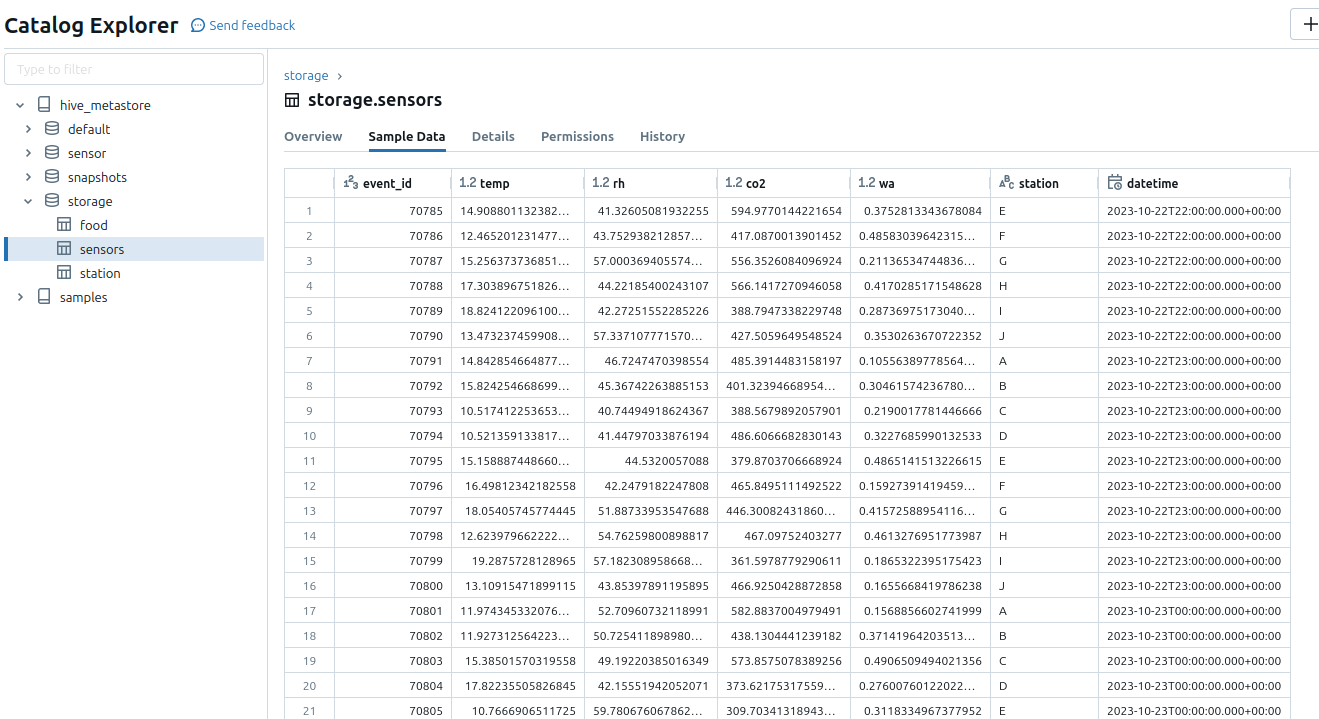 Catalog Explorer Send feedback
Type to filter
hive_metastore
default
sensor
snapshots
storage
food
sensors
station
samples
storage ›
storage.sensors
Overview Sample Data Details Permissions History
1²3 event_id 1.2 temp 1.2 rh 1.2 co2 1.2 wa ABC station datetime
1 70785 14.908801132382... 41.32605081932255 594.9770144221654 0.3752813343678084 E 2023-10-22T22:00:00.000+00:00
2 70786 12.465201231477... 43.752938212857... 417.0870013901452 0.48583039642315... F 2023-10-22T22:00:00.000+00:00
3 70787 15.256373736851... 57.000369405574... 556.3526084096924 0.21136534744836... G 2023-10-22T22:00:00.000+00:00
4 70788 17.303896751826... 44.22185400243107 566.1417270946058 0.4170285171548628 H 2023-10-22T22:00:00.000+00:00
5 70789 18.824122096100... 42.27251552285226 388.7947338229748 0.28736975173040... I 2023-10-22T22:00:00.000+00:00
6 70790 13.473237459908... 57.337107771570... 427.5059649548524 0.3530263670722352 J 2023-10-22T22:00:00.000+00:00
7 70791 14.842854664877... 46.7247470398554 485.3914483158197 0.10556389778564... A 2023-10-22T23:00:00.000+00:00
8 70792 15.824254668699... 45.36742263885153 401.32394668954... 0.30461574236780... B 2023-10-22T23:00:00.000+00:00
9 70793 10.517412253653... 40.74494918624367 388.5679892057901 0.2190017781446666 C 2023-10-22T23:00:00.000+00:00
10 70794 10.521359133817... 41.44797033876194 486.6066682830143 0.3227685990132533 D 2023-10-22T23:00:00.000+00:00
11 70795 15.158887448660... 44.5320057088 379.8703706668924 0.4865141513226615 E 2023-10-22T23:00:00.000+00:00
12 70796 16.49812342182558 42.2479182247808 465.8495111492522 0.15927391419459... F 2023-10-22T23:00:00.000+00:00
13 70797 18.05405745774445 51.88733953547688 446.30082431860... 0.41572588954116... G 2023-10-22T23:00:00.000+00:00
14 70798 12.623979662222... 54.76259800898817 467.09752403277 0.4613276951773987 H 2023-10-22T23:00:00.000+00:00
15 70799 19.2875728128965 57.182308958668... 361.5978779290611 0.1865322395175423 I 2023-10-22T23:00:00.000+00:00
16 70800 13.10915471899115 43.85397891195895 466.9250428872858 0.1655668419786238 J 2023-10-22T23:00:00.000+00:00
17 70801 11.974345332076... 52.70960732118991 582.8837004979491 0.1568856602741999 A 2023-10-23T00:00:00.000+00:00
18 70802 11.927312564223... 50.725411898980... 438.1304441239182 0.37141964203513... B 2023-10-23T00:00:00.000+00:00
19 70803 15.38501570319558 49.19220385016349 573.8575078389256 0.4906509494021356 C 2023-10-23T00:00:00.000+00:00
20 70804 17.82235505826845 42.15551942052071 373.62175317559... 0.27600760122022... D 2023-10-23T00:00:00.000+00:00
21 70805 10.7666906511725 59.780676067862... 309.70341318943... 0.3118334967377952 E 2023-10-23T00:00:00.000+00:00